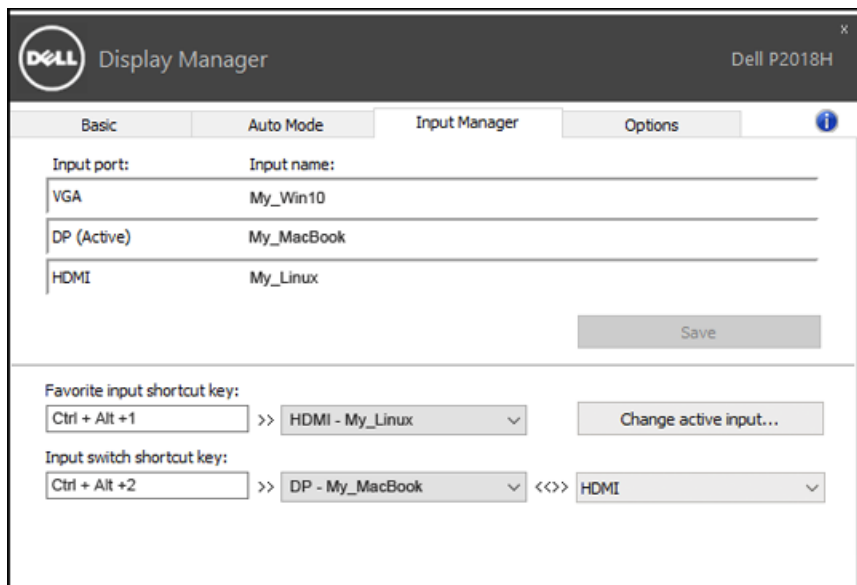 x
DELL Display Manager Dell P2018H
Basic Auto Mode Input Manager Options i
Input port: Input name:
VGA My_Win10
DP (Active) My_MacBook
HDMI My_Linux
Save
Favorite input shortcut key:
Ctrl + Alt +1 >> HDMI - My_Linux Change active input...
Input switch shortcut key:
Ctrl + Alt +2 >> DP - My_MacBook <<>> HDMI